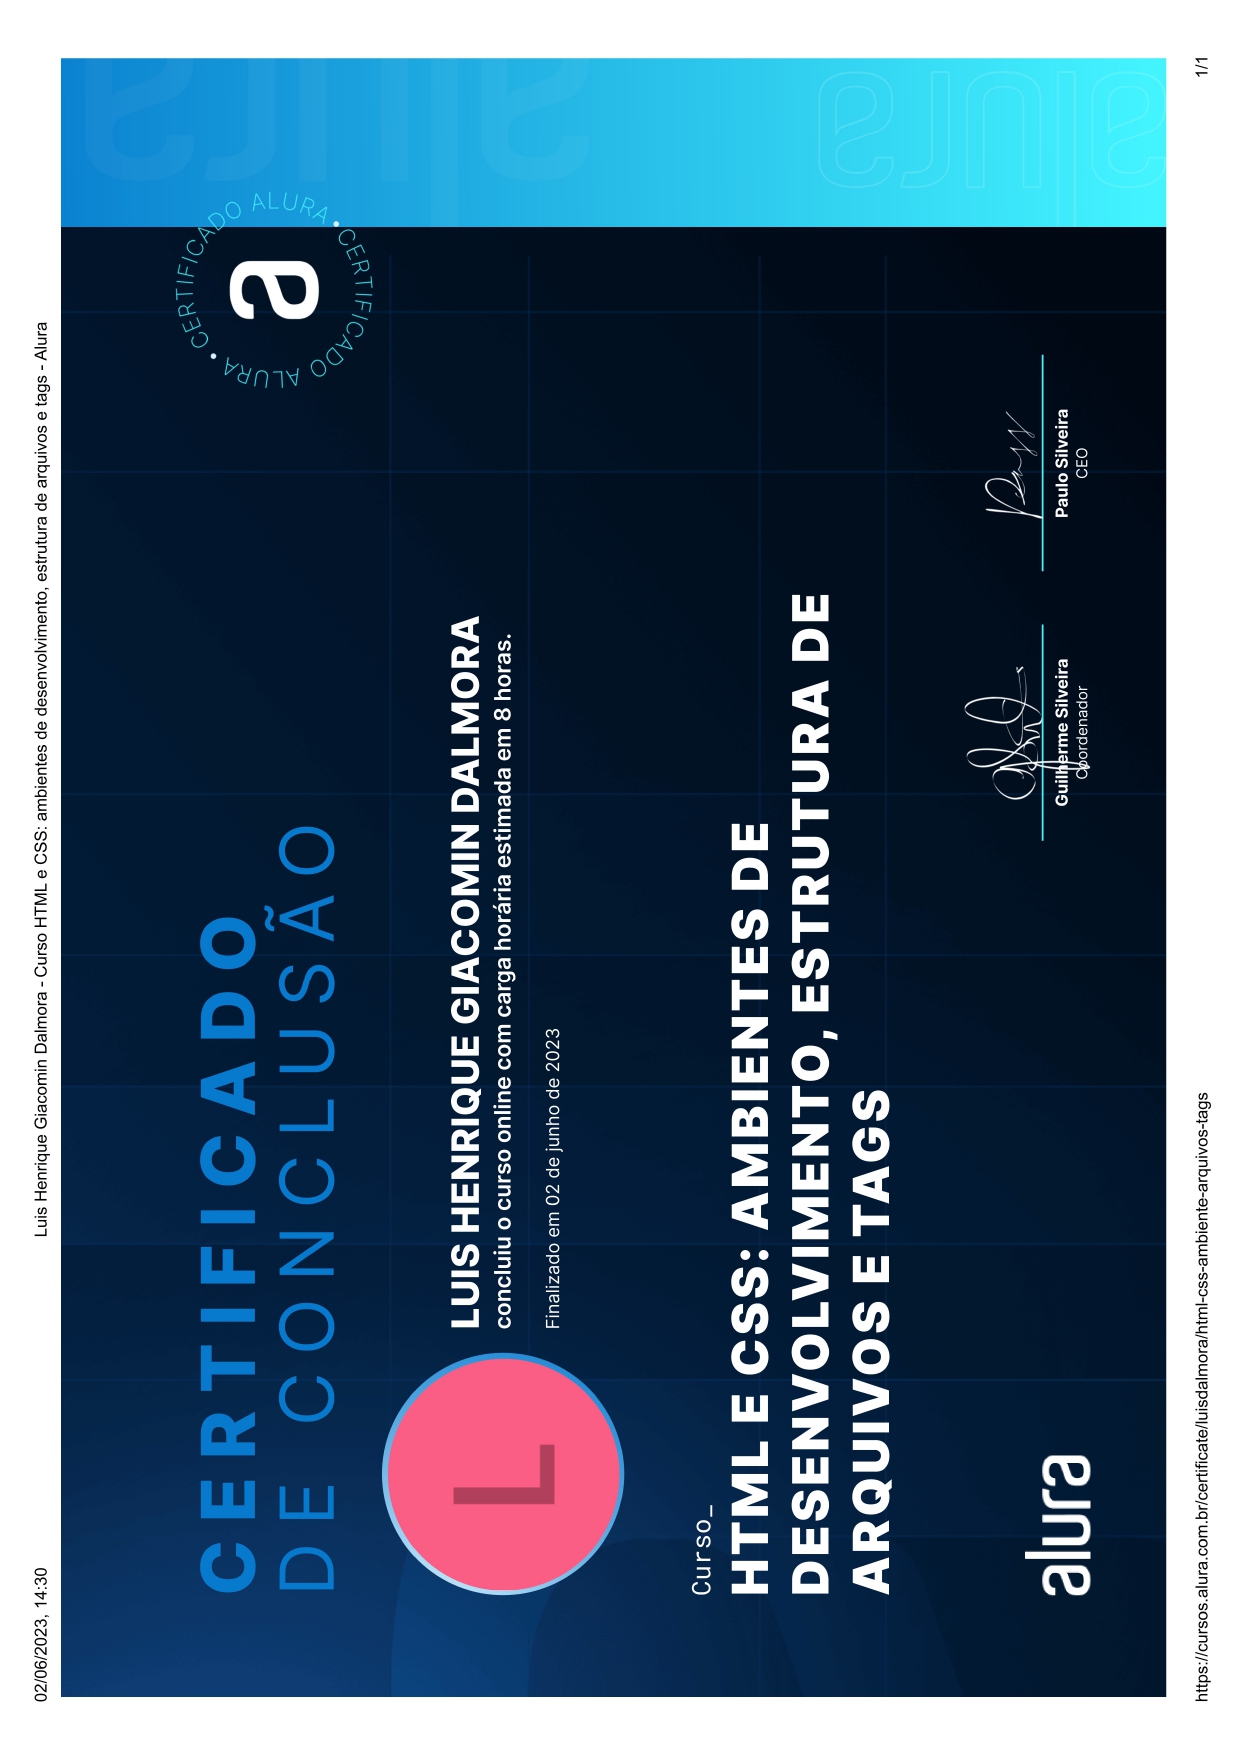 02/06/2023, 14:30
Luis Henrique Giacomin Dalmora - Curso HTML e CSS: ambientes de desenvolvimento, estrutura de arquivos e tags - Alura
CERTIFICADO
DE CONCLUSÃO
CERTIFICADO ALURA • CERTIFICADO ALURA •
a
L
LUIS HENRIQUE GIACOMIN DALMORA
concluiu o curso online com carga horária estimada em 8 horas.
Finalizado em 02 de junho de 2023
Curso_
HTML E CSS: AMBIENTES DE
DESENVOLVIMENTO, ESTRUTURA DE
ARQUIVOS E TAGS
alura
Guilherme Silveira
Coordenador
Paulo Silveira
CEO
alura
alura
https://cursos.alura.com.br/certificate/luisdalmora/html-css-ambiente-arquivos-tags
1/1